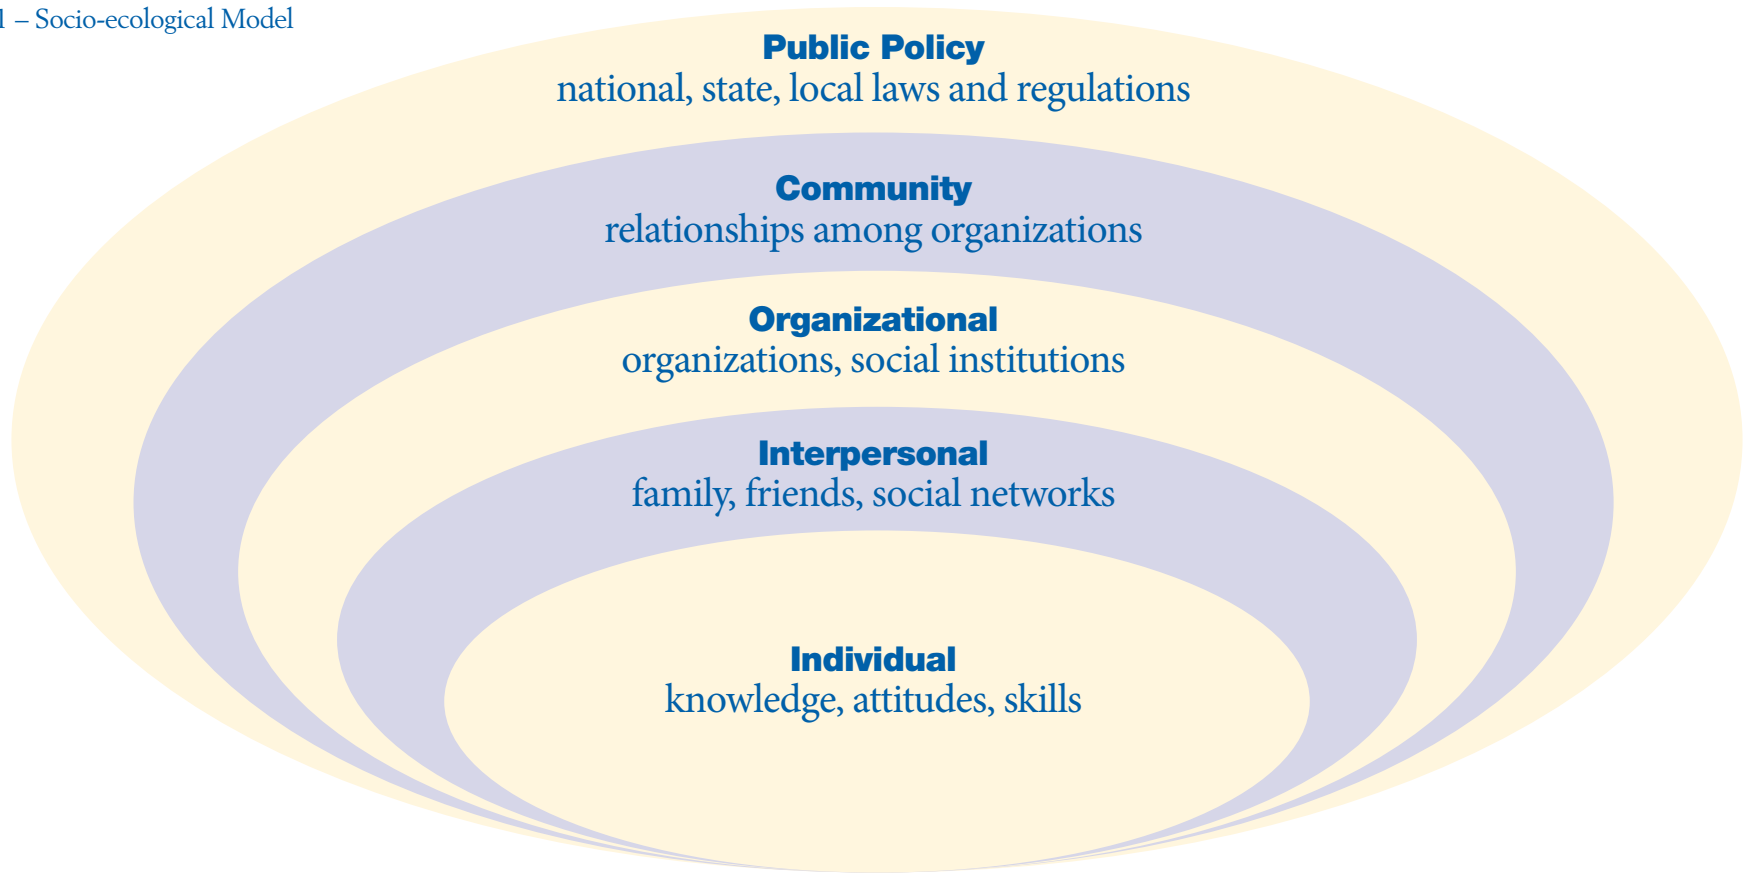 1 – Socio-ecological Model
Public Policy
national, state, local laws and regulations
Community
relationships among organizations
Organizational
organizations, social institutions
Interpersonal
family, friends, social networks
Individual
knowledge, attitudes, skills